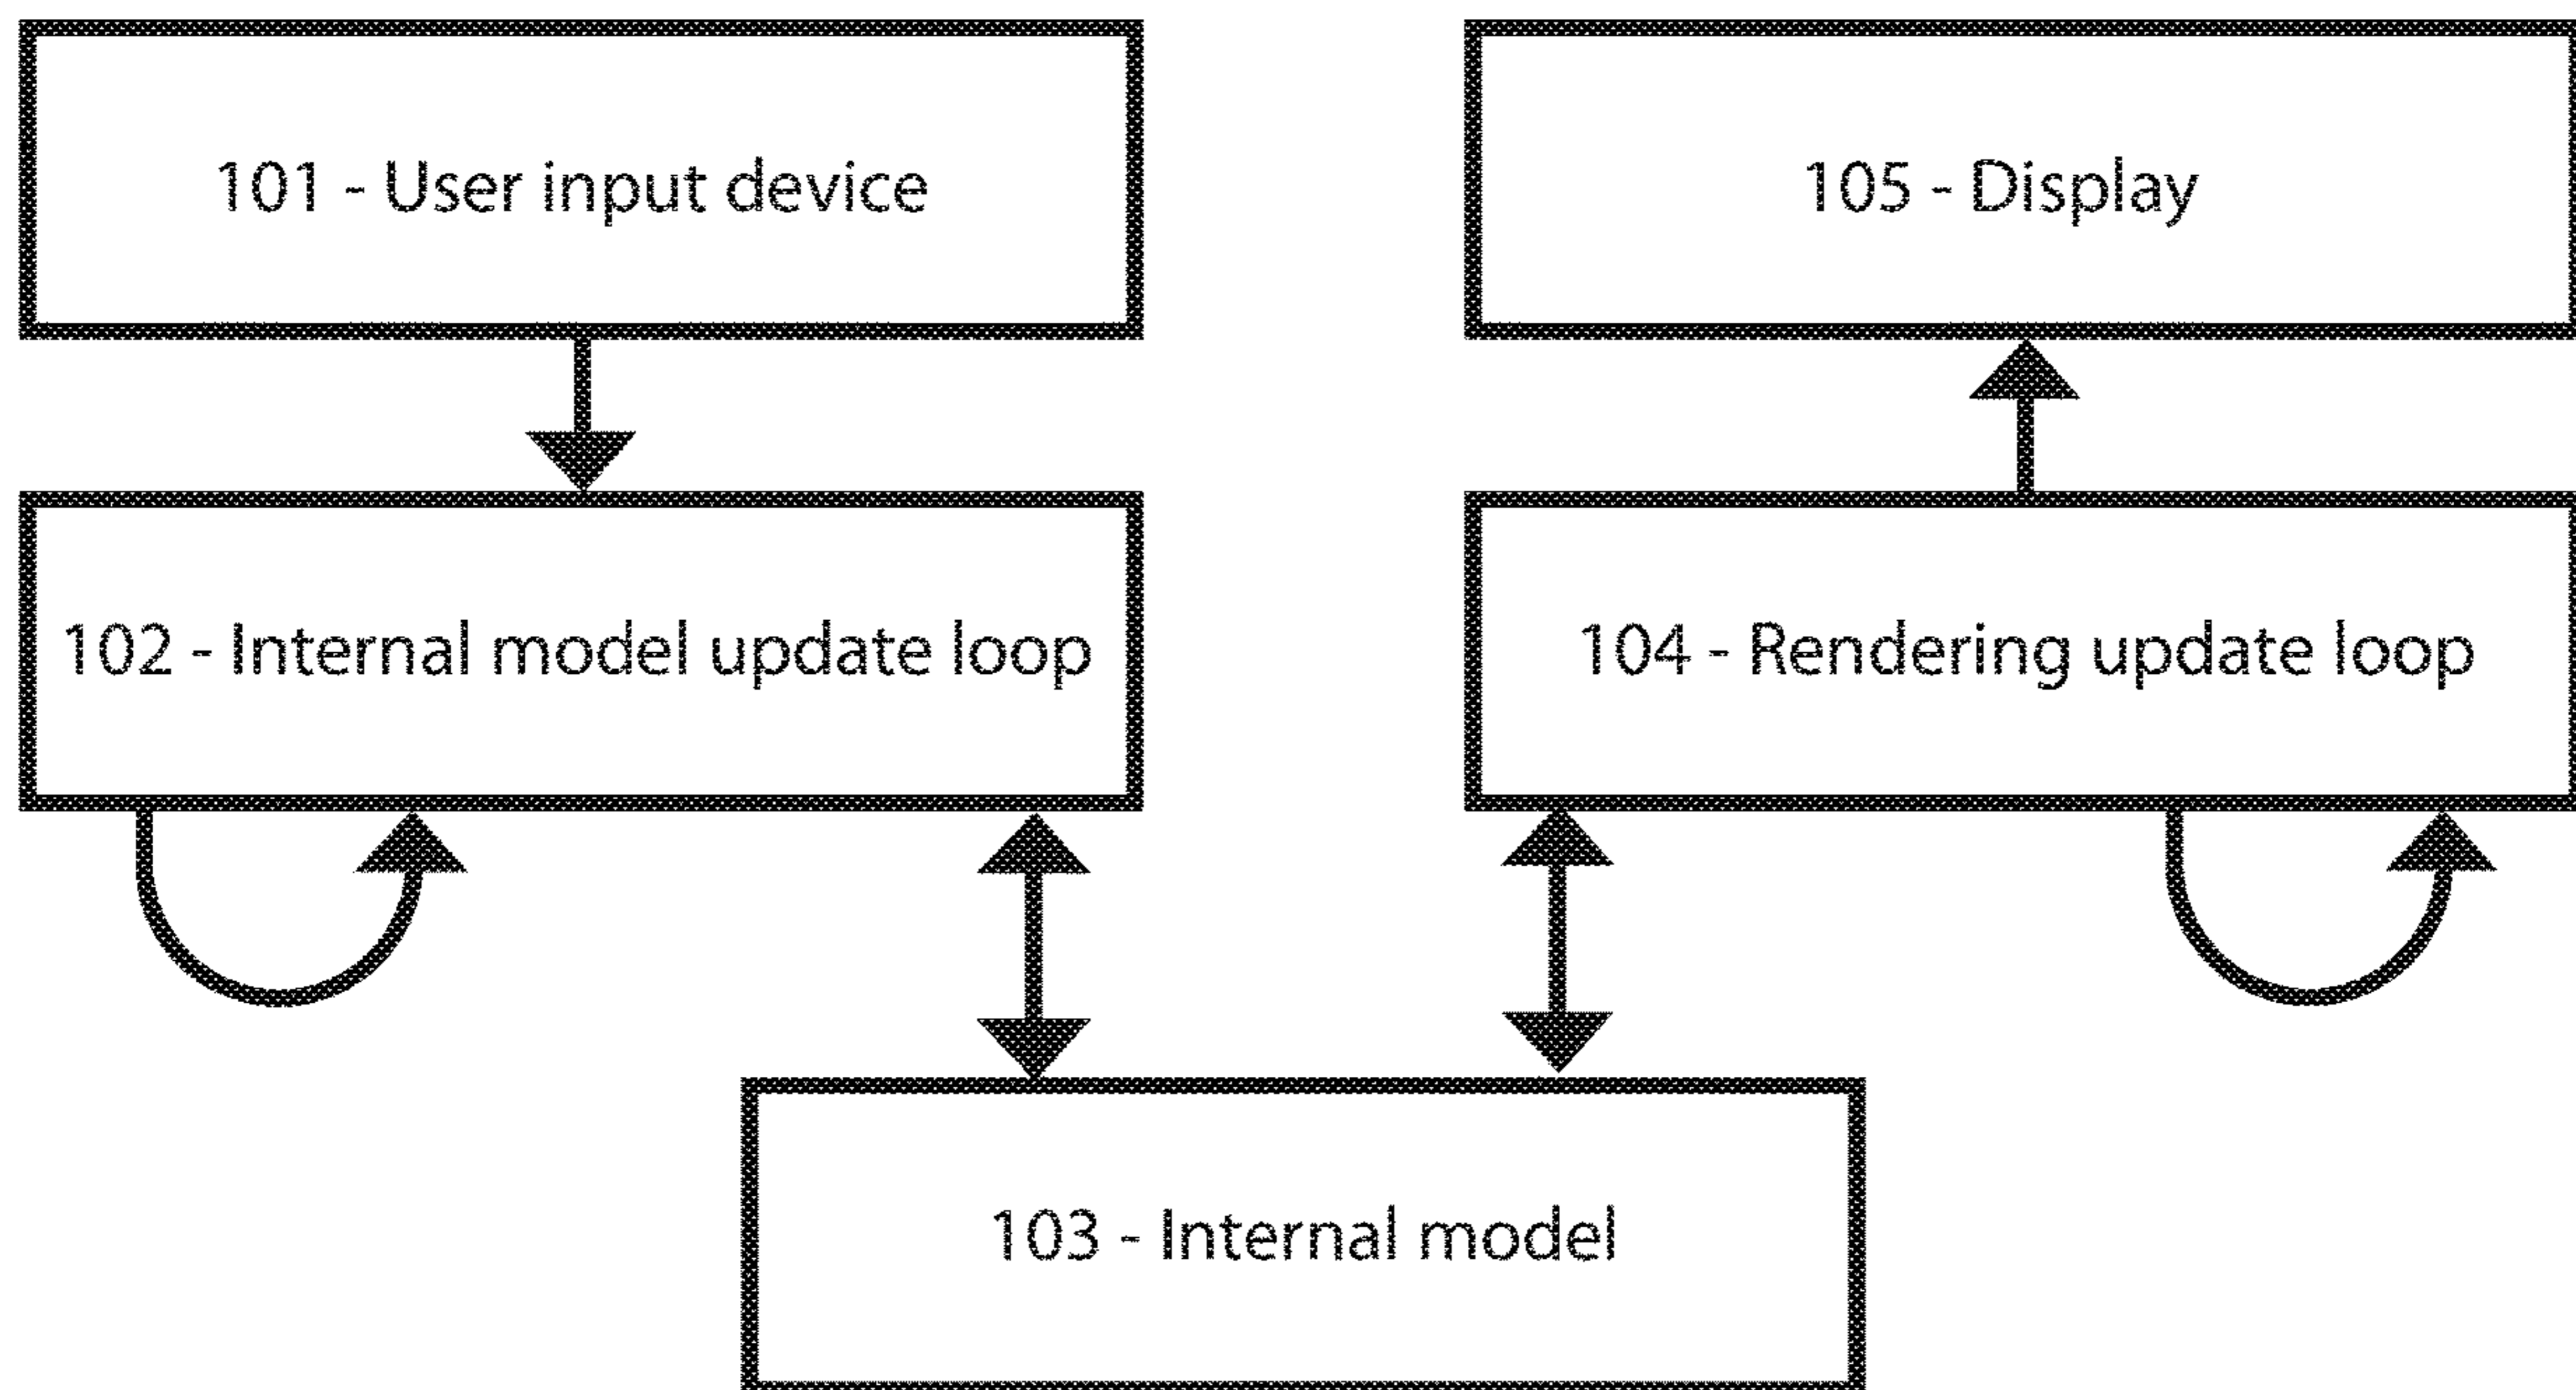 101 - User input device
105 - Display
102 - Internal model update loop
104 - Rendering update loop
103 - Internal model